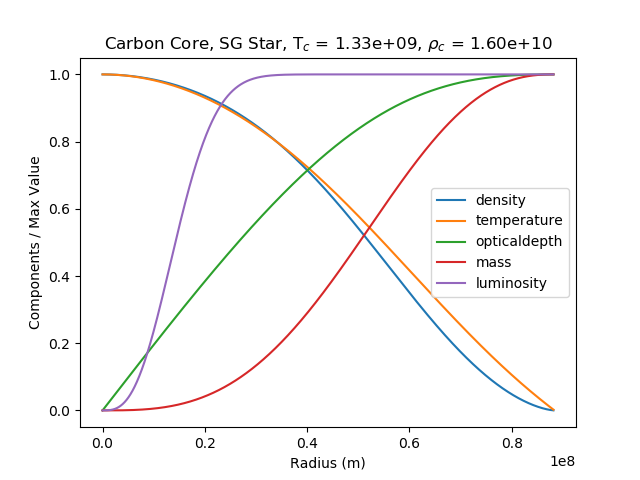 Carbon Core, SG Star, T_c = 1.33e+09, ρ_c = 1.60e+10
Components / Max Value
1.0
0.8
0.6
0.4
0.2
0.0
density
temperature
opticaldepth
mass
luminosity
0.0 0.2 0.4 0.6 0.8
1e8
Radius (m)